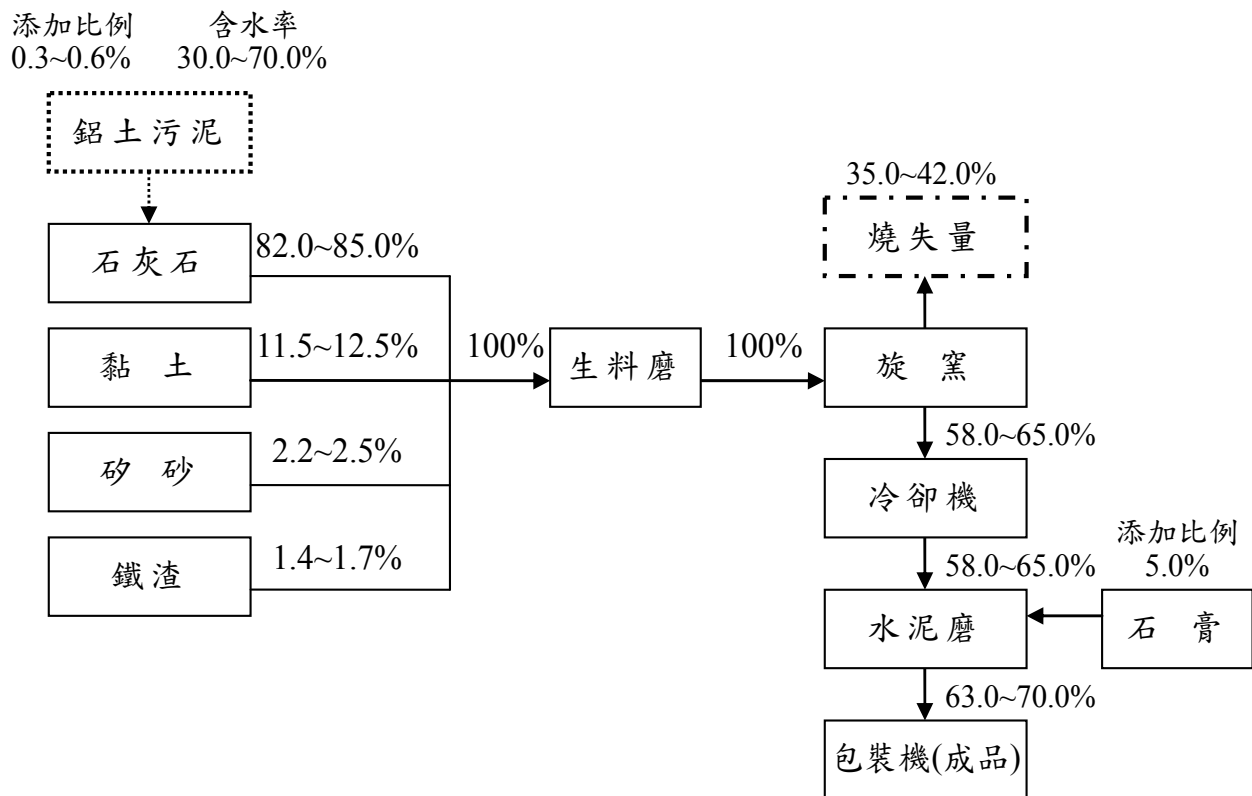 添加比例
0.3~0.6%
含水率
30.0~70.0%
鋁土污泥
石灰石
82.0~85.0%
黏土
11.5~12.5%
矽砂
2.2~2.5%
鐵渣
1.4~1.7%
100%
生料磨
100%
35.0~42.0%
燒失量
旋窯
58.0~65.0%
冷卻機
58.0~65.0%
添加比例
5.0%
水泥磨
石膏
63.0~70.0%
包裝機(成品)